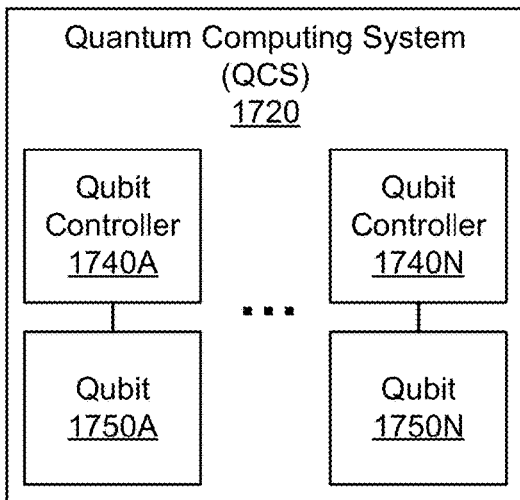 Quantum Computing System
(QCS)
1720
Qubit
Controller
1740A
Qubit
Controller
1740N
...
Qubit
1750A
Qubit
1750N